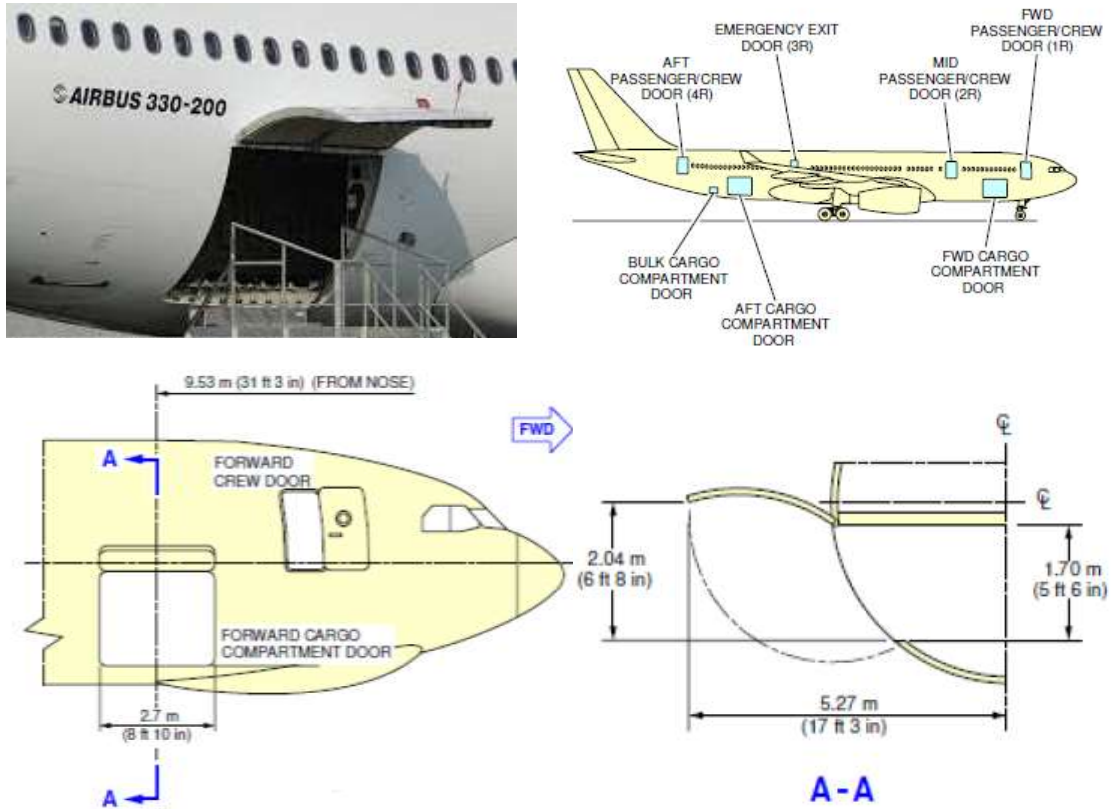 AIRBUS 330-200
EMERGENCY EXIT
DOOR (3R)
FWD
PASSENGER/CREW
DOOR (1R)
AFT
PASSENGER/CREW
DOOR (4R)
MID
PASSENGER/CREW
DOOR (2R)
BULK CARGO
COMPARTMENT
DOOR
AFT CARGO
COMPARTMENT
DOOR
FWD CARGO
COMPARTMENT
DOOR
9.53 m (31 ft 3 in) (FROM NOSE)
FWD
A
FORWARD
CREW DOOR
FORWARD CARGO
COMPARTMENT DOOR
2.7 m
(8 ft 10 in)
A
℄
℄
2.04 m
(6 ft 8 in)
1.70 m
(5 ft 6 in)
5.27 m
(17 ft 3 in)
A-A